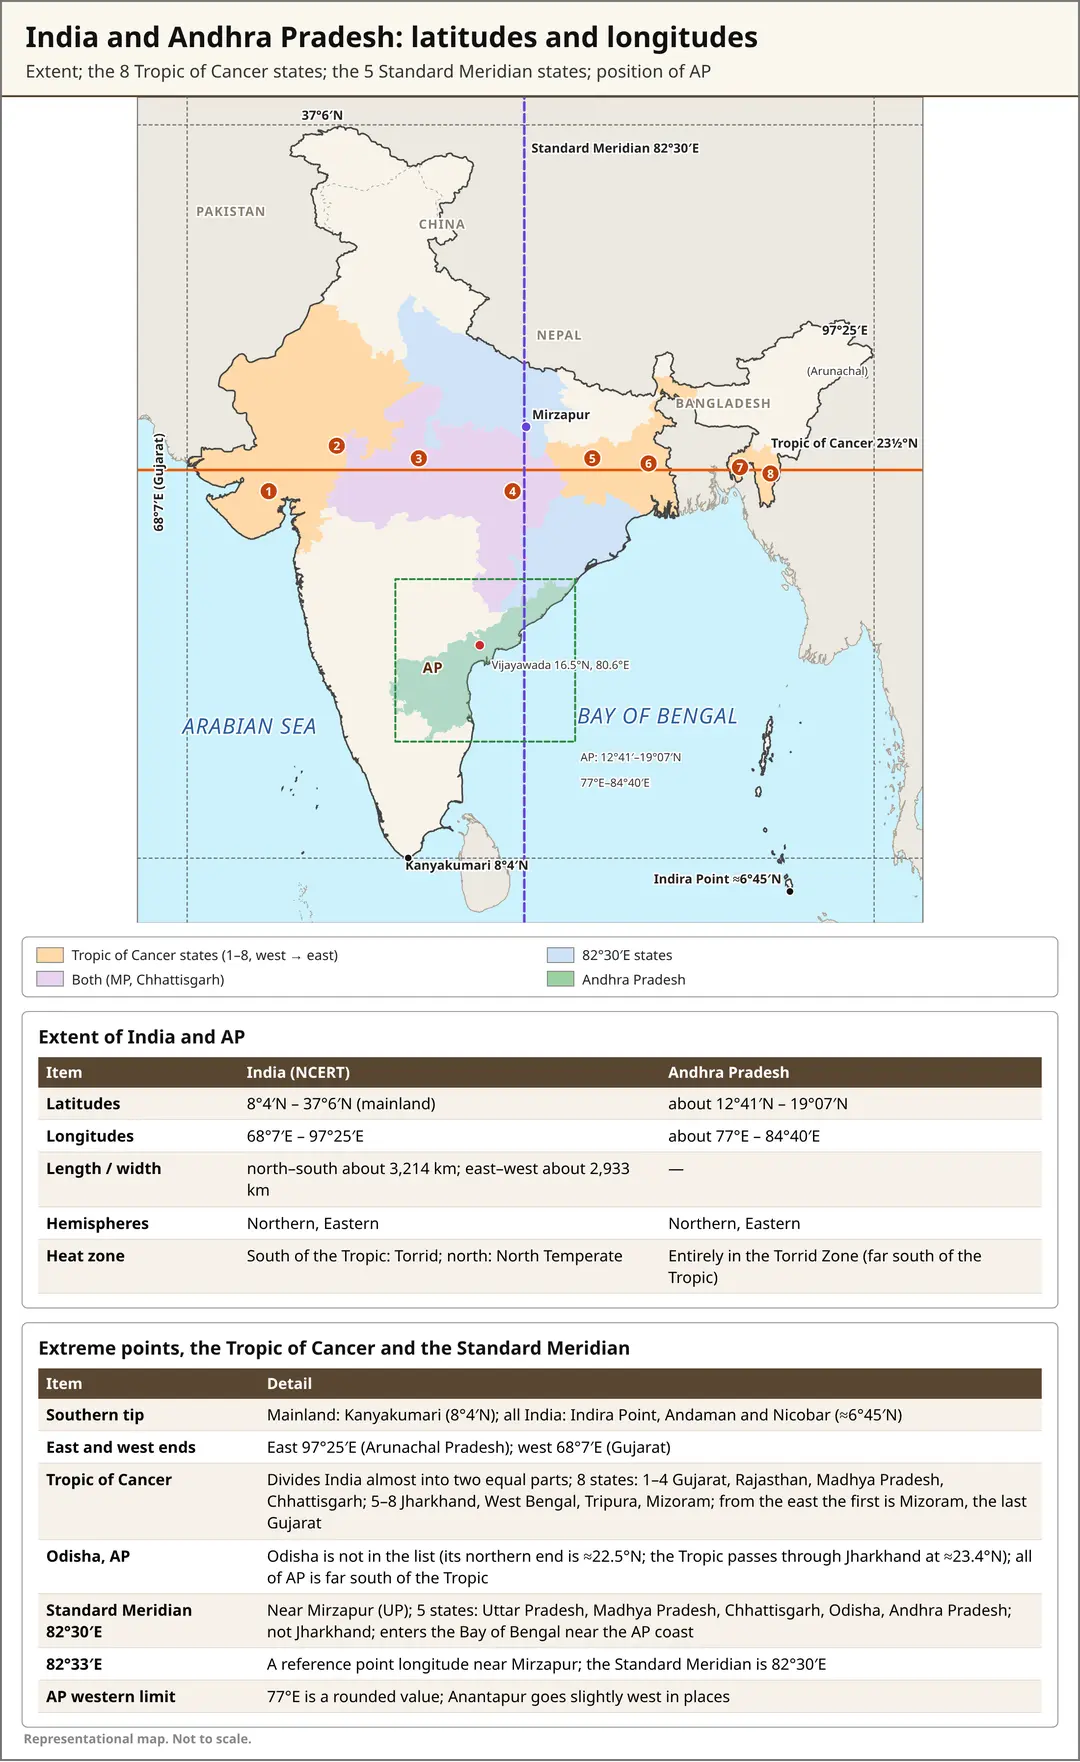 India and Andhra Pradesh: latitudes and longitudes
Extent; the 8 Tropic of Cancer states; the 5 Standard Meridian states; position of AP
37°6′N
Standard Meridian 82°30′E
PAKISTAN
CHINA
NEPAL
97°25′E
(Arunachal)
BANGLADESH
Mirzapur
Tropic of Cancer 23½°N
68°7′E (Gujarat)
2
3
5
6
7
8
1
4
AP
Vijayawada 16.5°N, 80.6°E
ARABIAN SEA
BAY OF BENGAL
AP: 12°41′–19°07′N
77°E–84°40′E
Kanyakumari 8°4′N
Indira Point ≈6°45′N
Tropic of Cancer states (1–8, west → east)
82°30′E states
Both (MP, Chhattisgarh)
Andhra Pradesh
Extent of India and AP
Item India (NCERT) Andhra Pradesh
Latitudes 8°4′N – 37°6′N (mainland) about 12°41′N – 19°07′N
Longitudes 68°7′E – 97°25′E about 77°E – 84°40′E
Length / width north–south about 3,214 km; east–west about 2,933 —
km
Hemispheres Northern, Eastern Northern, Eastern
Heat zone South of the Tropic: Torrid; north: North Temperate Entirely in the Torrid Zone (far south of the
Tropic)
Extreme points, the Tropic of Cancer and the Standard Meridian
Item Detail
Southern tip Mainland: Kanyakumari (8°4′N); all India: Indira Point, Andaman and Nicobar (≈6°45′N)
East and west ends East 97°25′E (Arunachal Pradesh); west 68°7′E (Gujarat)
Tropic of Cancer Divides India almost into two equal parts; 8 states: 1–4 Gujarat, Rajasthan, Madhya Pradesh,
Chhattisgarh; 5–8 Jharkhand, West Bengal, Tripura, Mizoram; from the east the first is Mizoram, the last
Gujarat
Odisha, AP Odisha is not in the list (its northern end is ≈22.5°N; the Tropic passes through Jharkhand at ≈23.4°N); all
of AP is far south of the Tropic
Standard Meridian Near Mirzapur (UP); 5 states: Uttar Pradesh, Madhya Pradesh, Chhattisgarh, Odisha, Andhra Pradesh;
82°30′E not Jharkhand; enters the Bay of Bengal near the AP coast
82°33′E A reference point longitude near Mirzapur; the Standard Meridian is 82°30′E
AP western limit 77°E is a rounded value; Anantapur goes slightly west in places
Representational map. Not to scale.